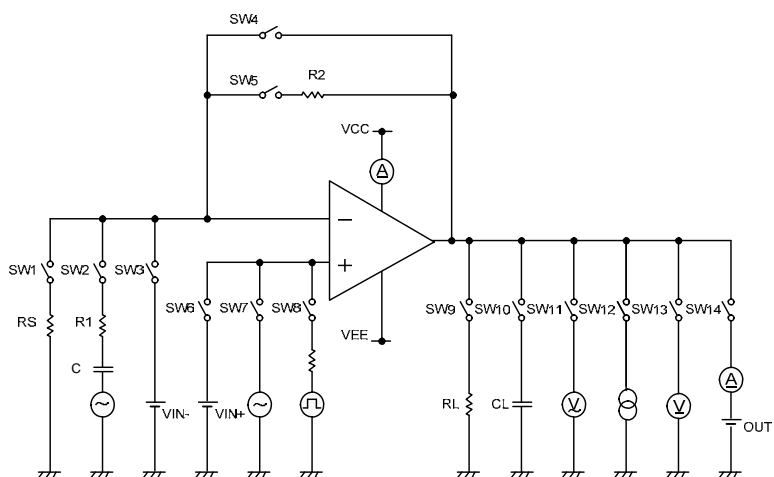 SW4
SW5 R2
VCC
A
−
+
SW1 SW2 SW3
SW6 SW7 SW8
SW9 SW10 SW11 SW12 SW13 SW14
RS R1
VEE
C
A
VIN- VIN+
RL CL V V
OUT